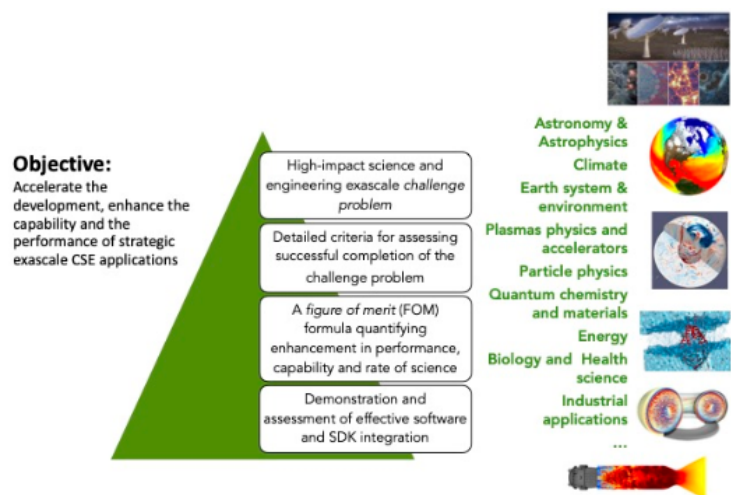 Objective:
Accelerate the
development, enhance the
capability and the
performance of strategic
exascale CSE applications
High-impact science and
engineering exascale challenge
problem
Detailed criteria for assessing
successful completion of the
challenge problem
A figure of merit (FOM)
formula quantifying
enhancement in performance,
capability and rate of science
Demonstration and
assessment of effective software
and SDK integration
Astronomy &
Astrophysics
Climate
Earth system &
environment
Plasmas physics and
accelerators
Particle physics
Quantum chemistry
and materials
Energy
Biology and Health
science
Industrial
applications
...